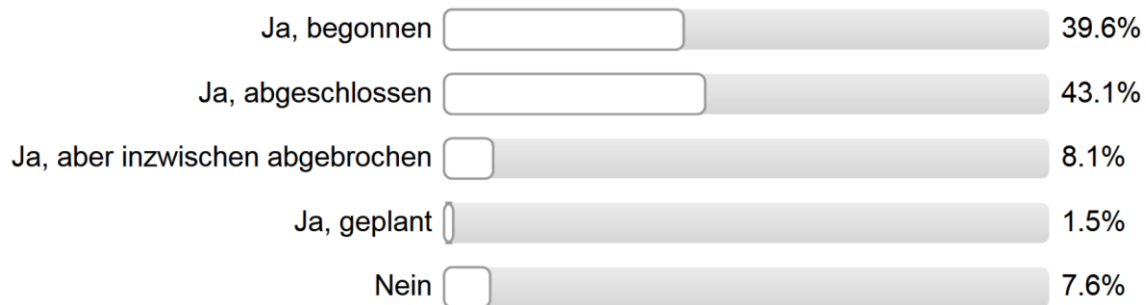 Ja, begonnen 39.6%
Ja, abgeschlossen 43.1%
Ja, aber inzwischen abgebrochen 8.1%
Ja, geplant 1.5%
Nein 7.6%